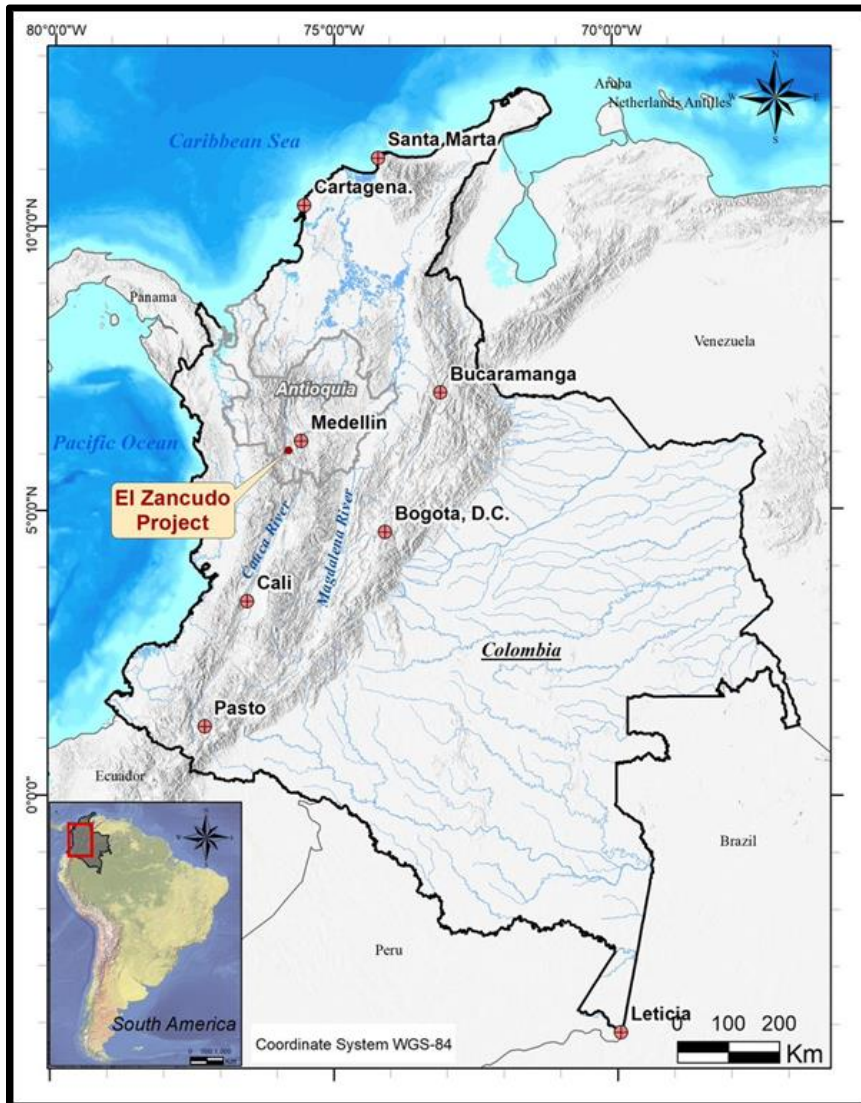 80°0'0"W
75°0'0"W
70°0'0"W
N
W
E
S
Aruba
Netherlands Antilles
Caribbean Sea
Santa Marta
Cartagena.
10°0'0"N
Panama
Venezuela
Bucaramanga
Antioquia
Medellin
Pacific Ocean
El Zancudo
Project
5°0'0"N
Bogota, D.C.
Cauca River
Magdalena River
Cali
Colombia
Pasto
Ecuador
0°0'0"
Brazil
Peru
South America
Coordinate System WGS-84
Leticia
0 100 200
Km